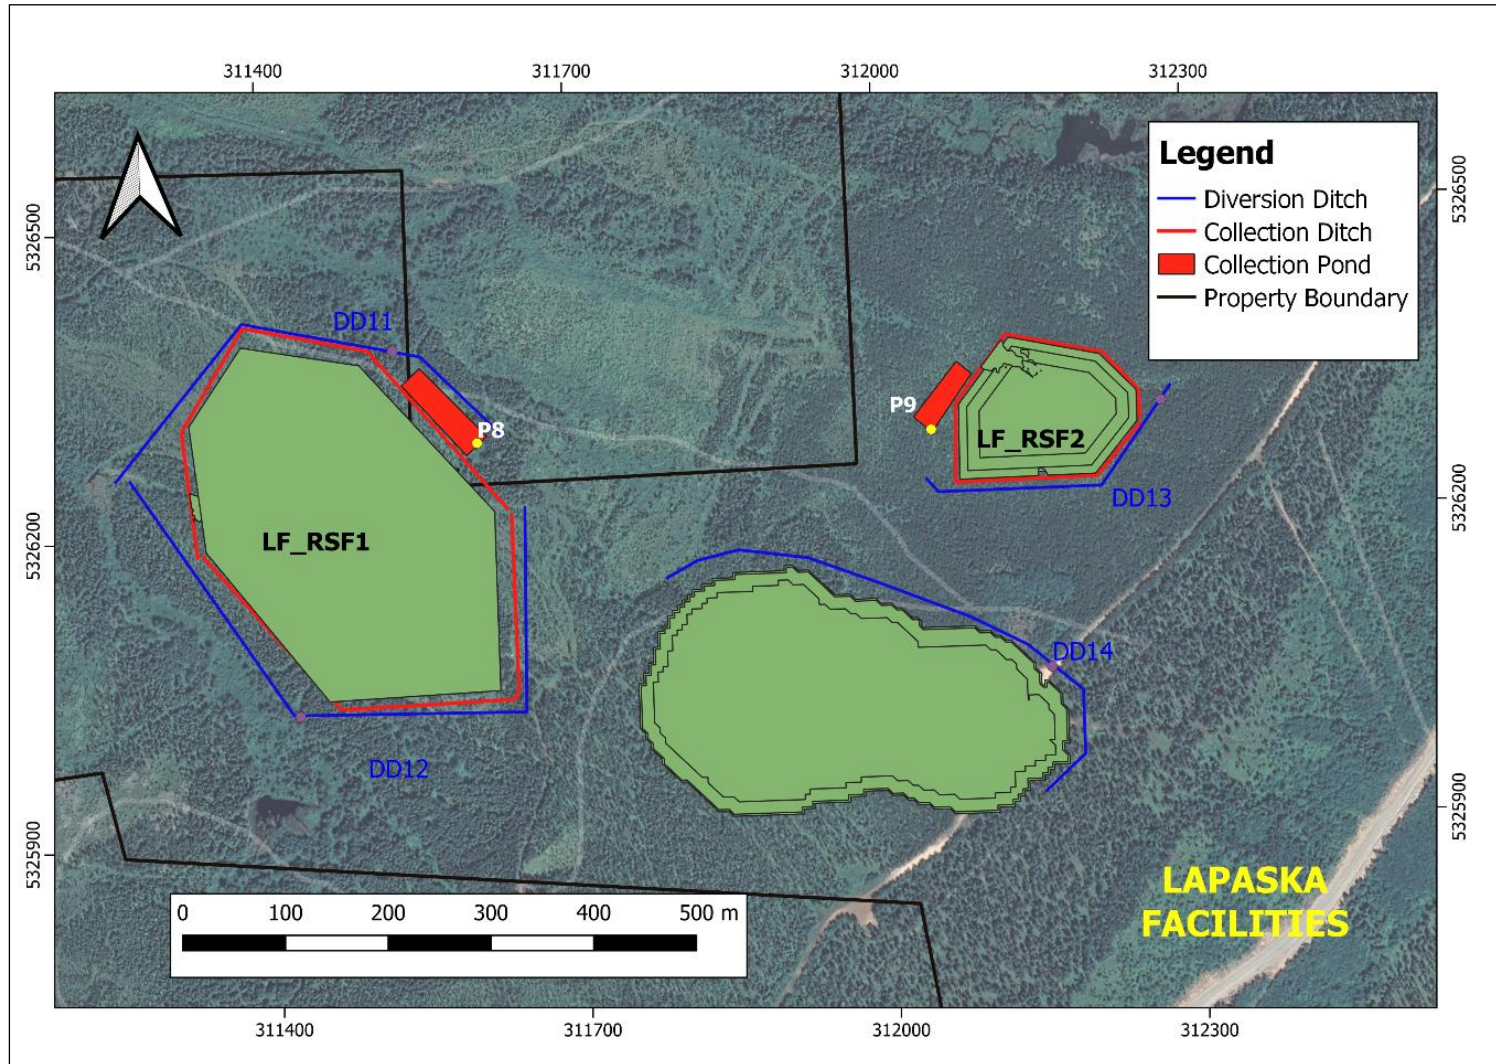 311400 311700 312000 312300
Legend
Diversion Ditch
Collection Ditch
Collection Pond
Property Boundary
5326500
5326500
DD11
P8
P9
LF_RSF2
DD13
5326200
5326200
LF_RSF1
DD14
DD12
5325900
5325900
LAPASKA
FACILITIES
0 100 200 300 400 500 m
311400 311700 312000 312300